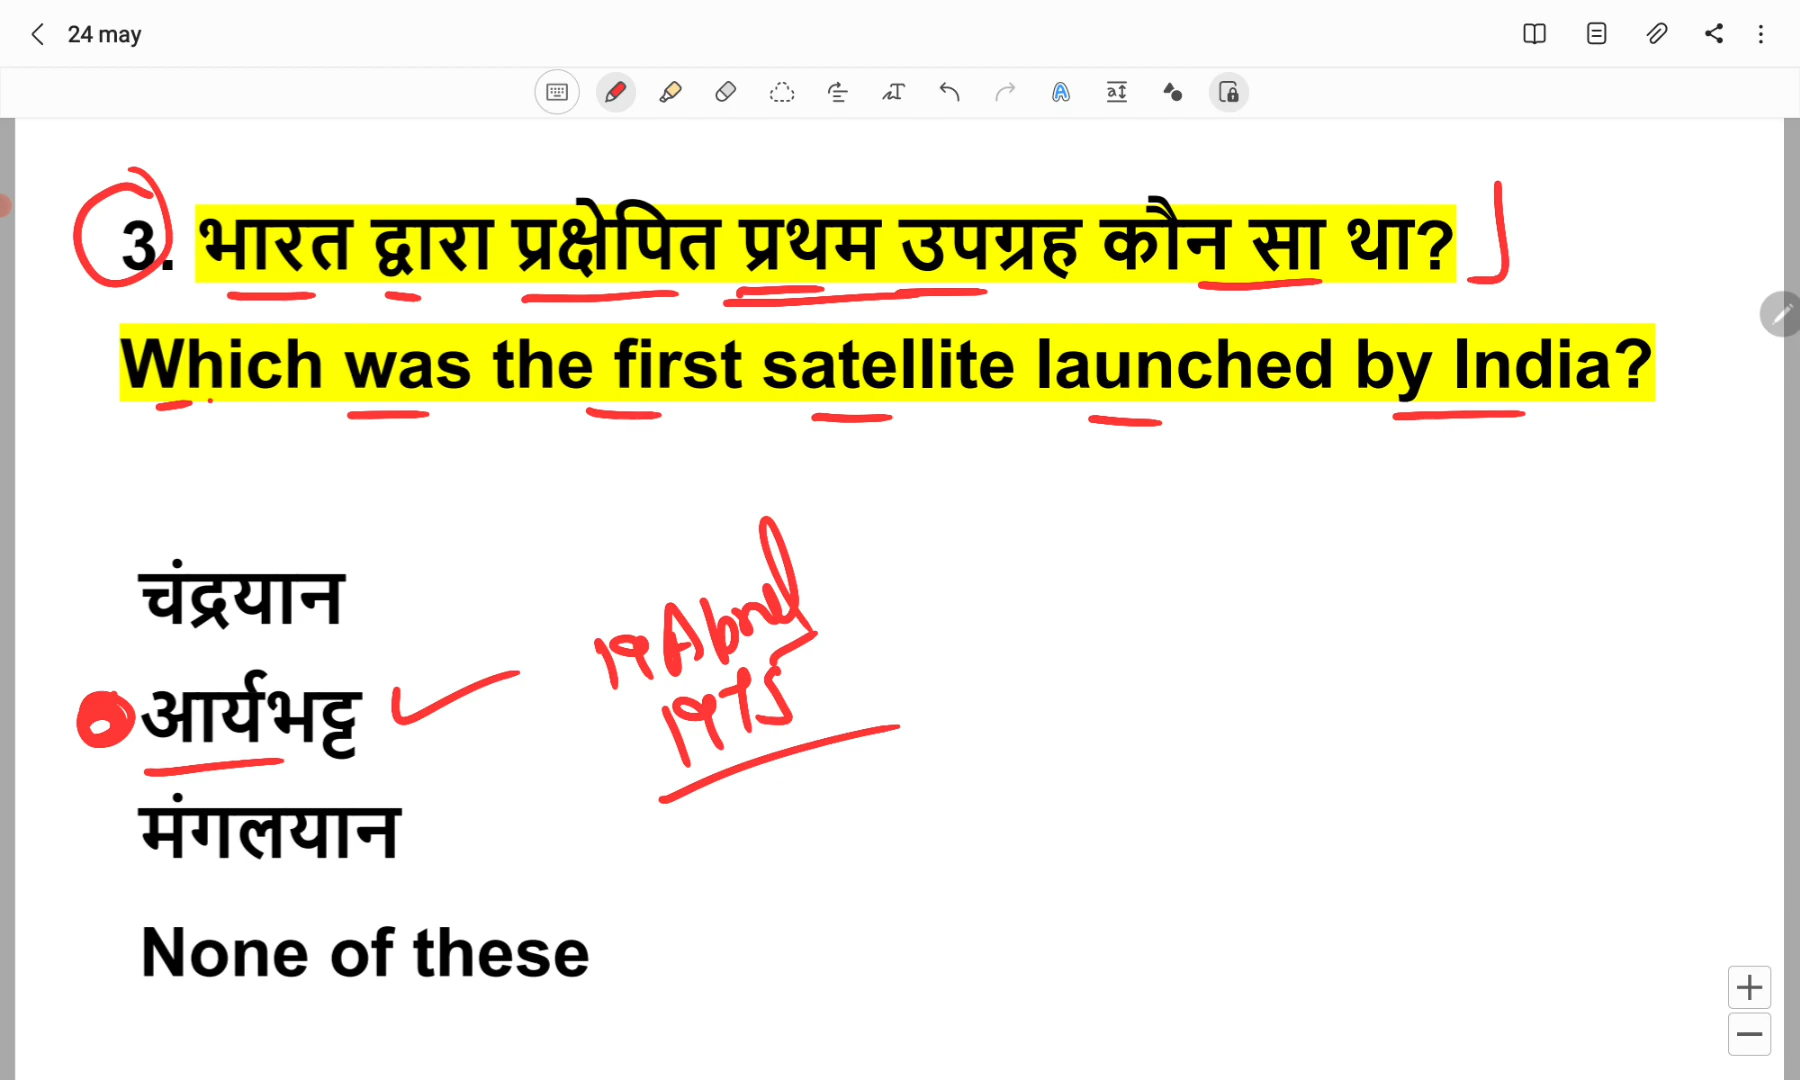 24 may
3. भारत द्वारा प्रक्षेपित प्रथम उपग्रह कौन सा था?
Which was the first satellite launched by India?
चंद्रयान
आर्यभट्ट
19 April
1975
मंगलयान
None of these